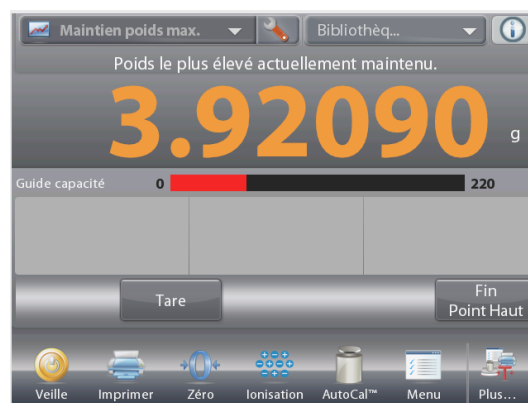 Maintien poids max.
Bibliothèq...
Poids le plus élevé actuellement maintenu.
3.92090 g
Guide capacité 0 220
Tare
Fin
Point Haut
Veille Imprimer Zéro Ionisation AutoCal™ Menu Plus...